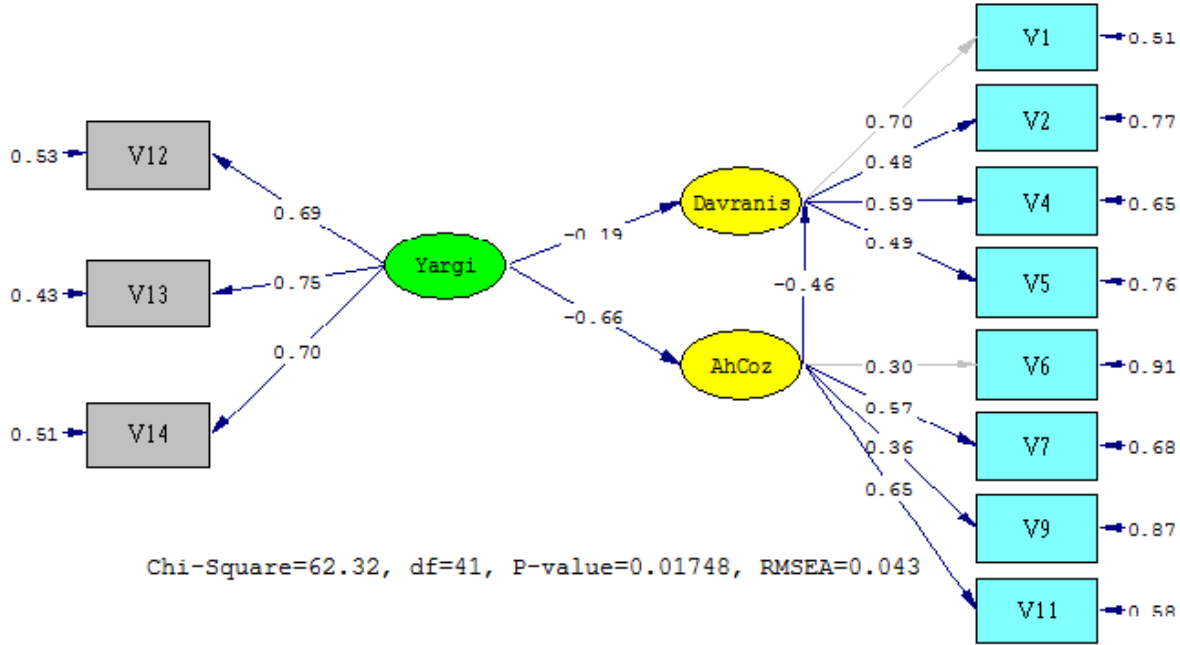 V1
0.51
0.70
V2
0.77
0.48
0.53
V12
Davranis
0.59
V4
0.65
0.69
-0.19
0.49
Yargi
V13
0.43
0.75
-0.46
V5
0.76
-0.66
0.70
AhCoz
0.30
V6
0.91
0.57
0.51
V14
0.36
V7
0.68
0.65
V9
0.87
Chi-Square=62.32, df=41, P-value=0.01748, RMSEA=0.043
V11
0.58